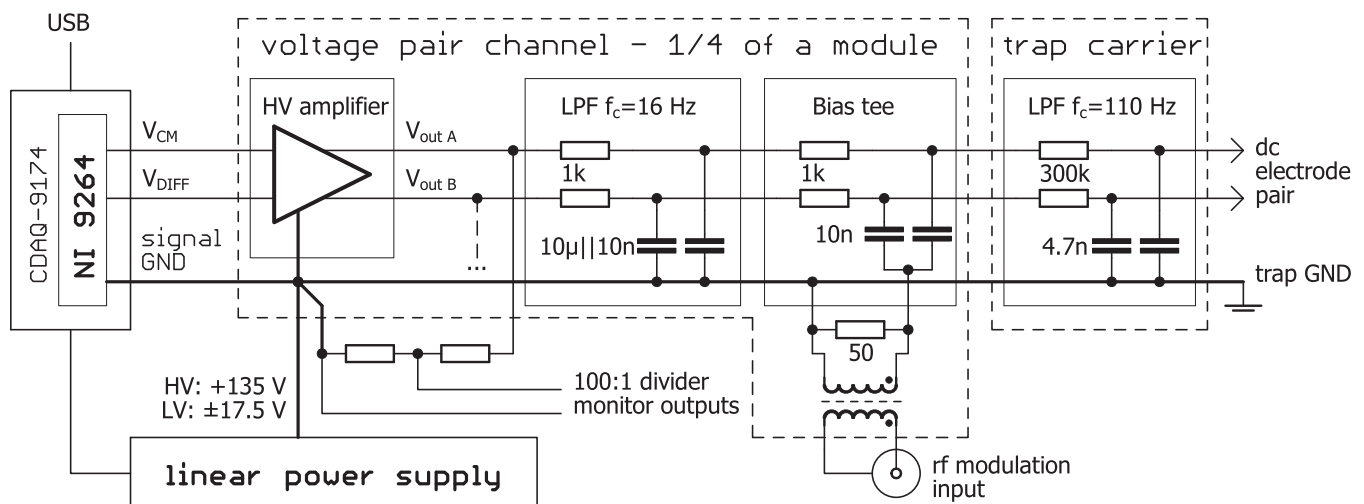 USB
voltage pair channel - 1/4 of a module
trap carrier
HV amplifier
LPF fc=16 Hz
Bias tee
LPF fc=110 Hz
CDAQ-9174
NI 9264
VCM
VDIFF
signal
GND
Vout A
Vout B
...
1k
10µ||10n
1k
10n
300k
4.7n
dc
electrode
pair
trap GND
50
HV: +135 V
LV: ±17.5 V
100:1 divider
monitor outputs
linear power supply
rf modulation
input